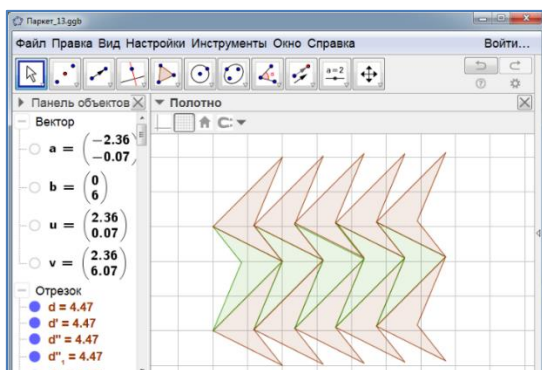 Паркет_13.ggb
Файл Правка Вид Настройки Инструменты Окно Справка Войти...
a=2
Панель объектов Полотно
Вектор
a = (−2.36
−0.07)
b = (0
6)
u = (2.36
0.07)
v = (2.36
6.07)
Отрезок
d = 4.47
d' = 4.47
d'' = 4.47
d''₁ = 4.47